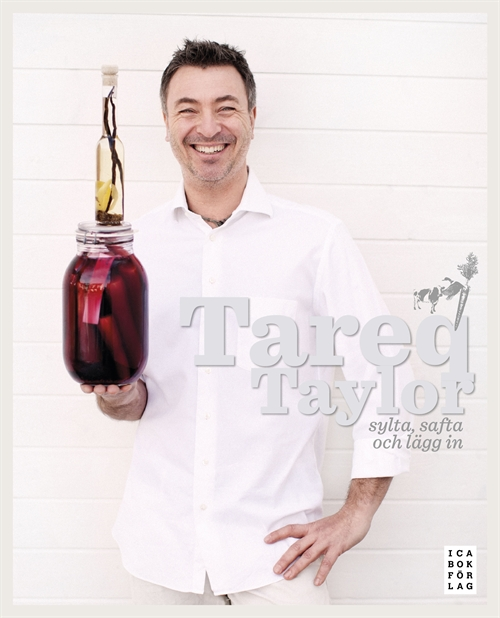 Tareq
Taylor
sylta, safta
och lägg in
ICA
BOK
FÖR
LAG